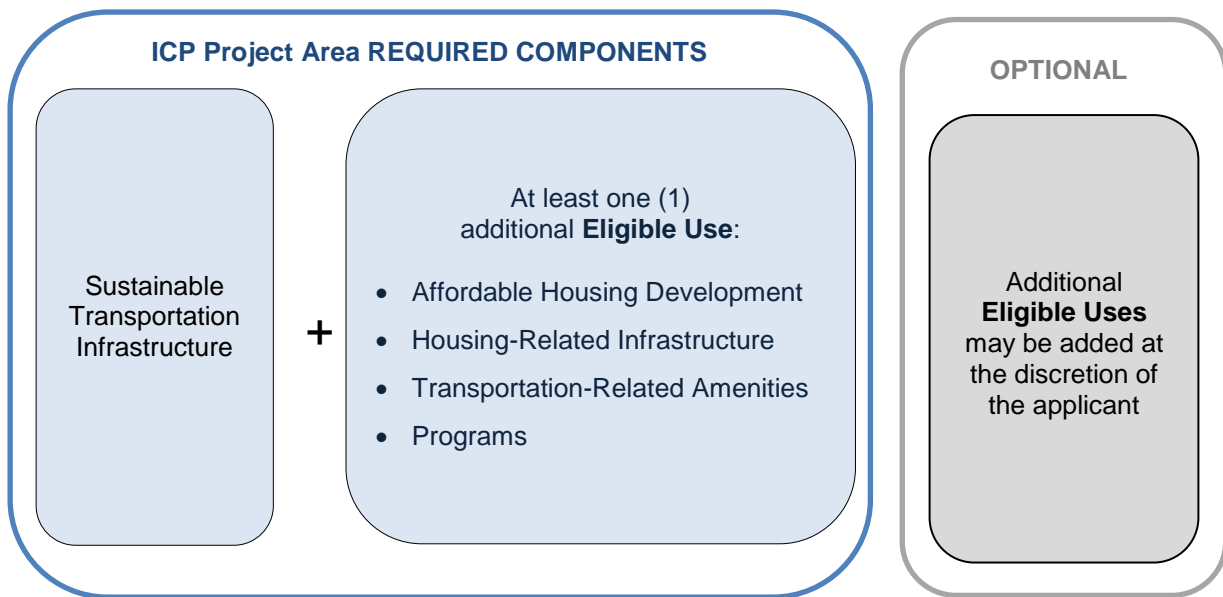 ICP Project Area REQUIRED COMPONENTS
Sustainable
Transportation
Infrastructure
+
At least one (1)
additional Eligible Use:
• Affordable Housing Development
• Housing-Related Infrastructure
• Transportation-Related Amenities
• Programs
OPTIONAL
Additional
Eligible Uses
may be added at
the discretion of
the applicant